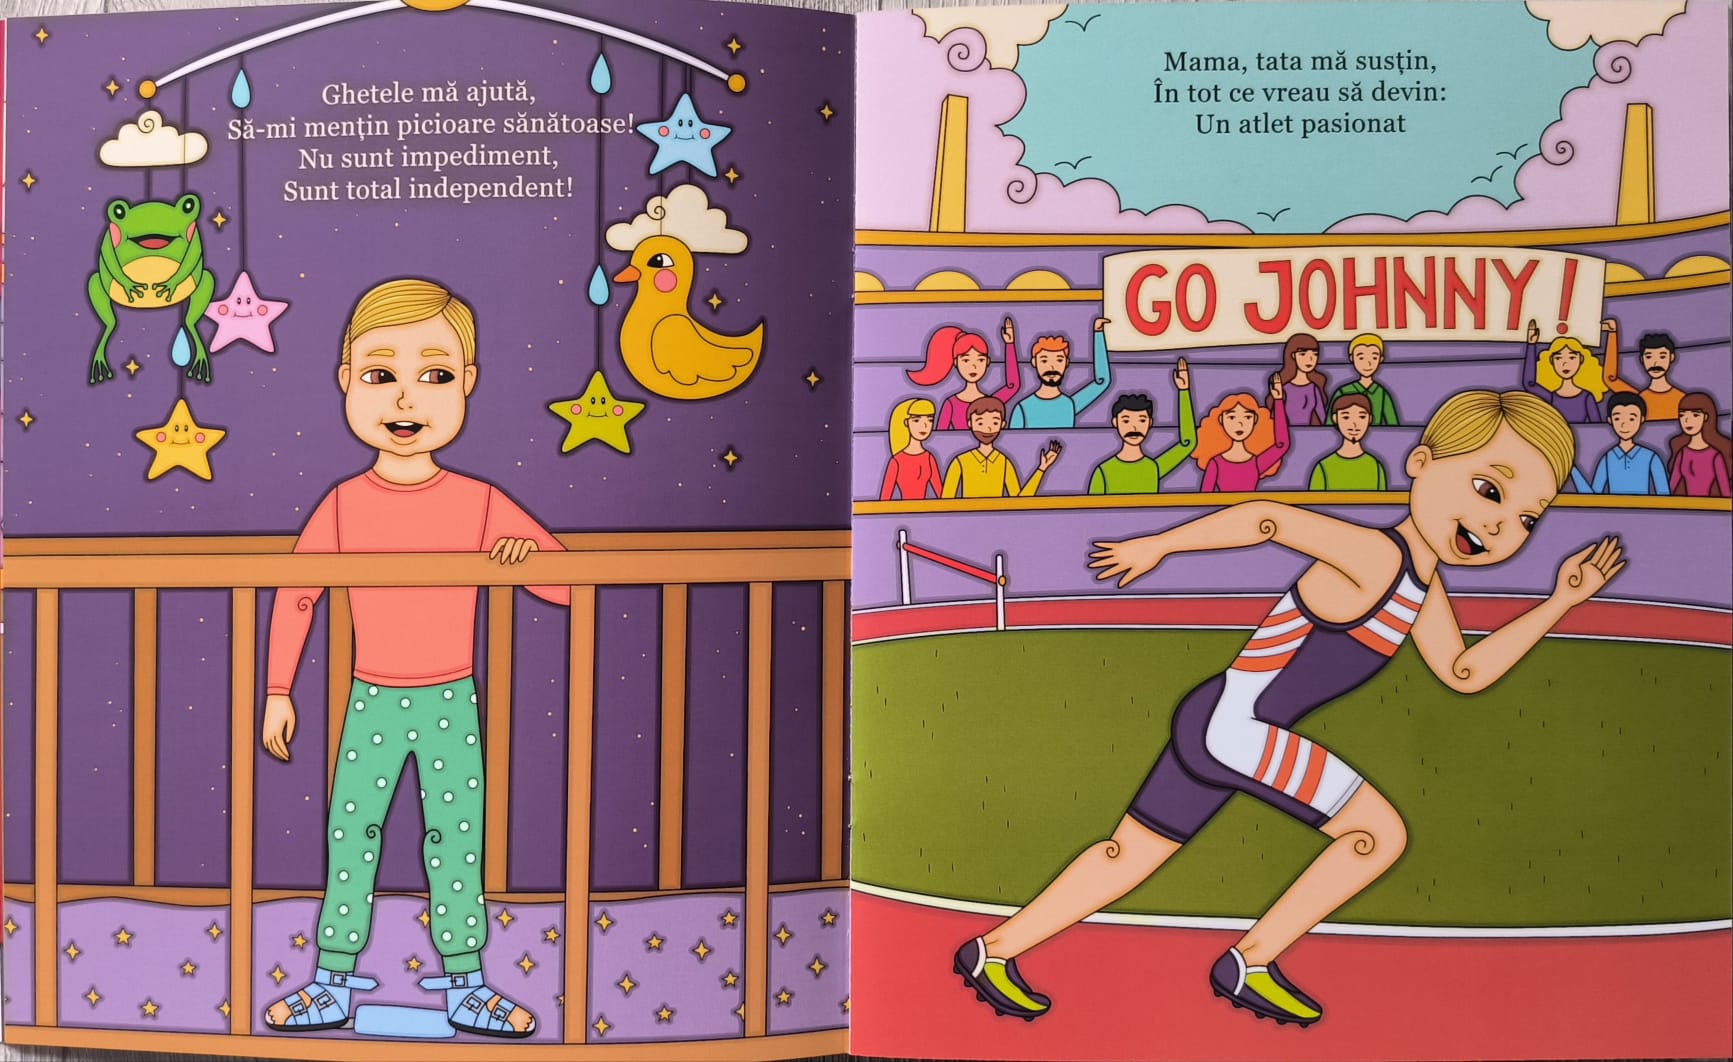 Ghetele mă ajută,
Să-mi mențin picioare sănătoase!
Nu sunt impediment,
Sunt total independent!
Mama, tata mă susțin,
În tot ce vreau să devin:
Un atlet pasionat
GO JOHNNY!